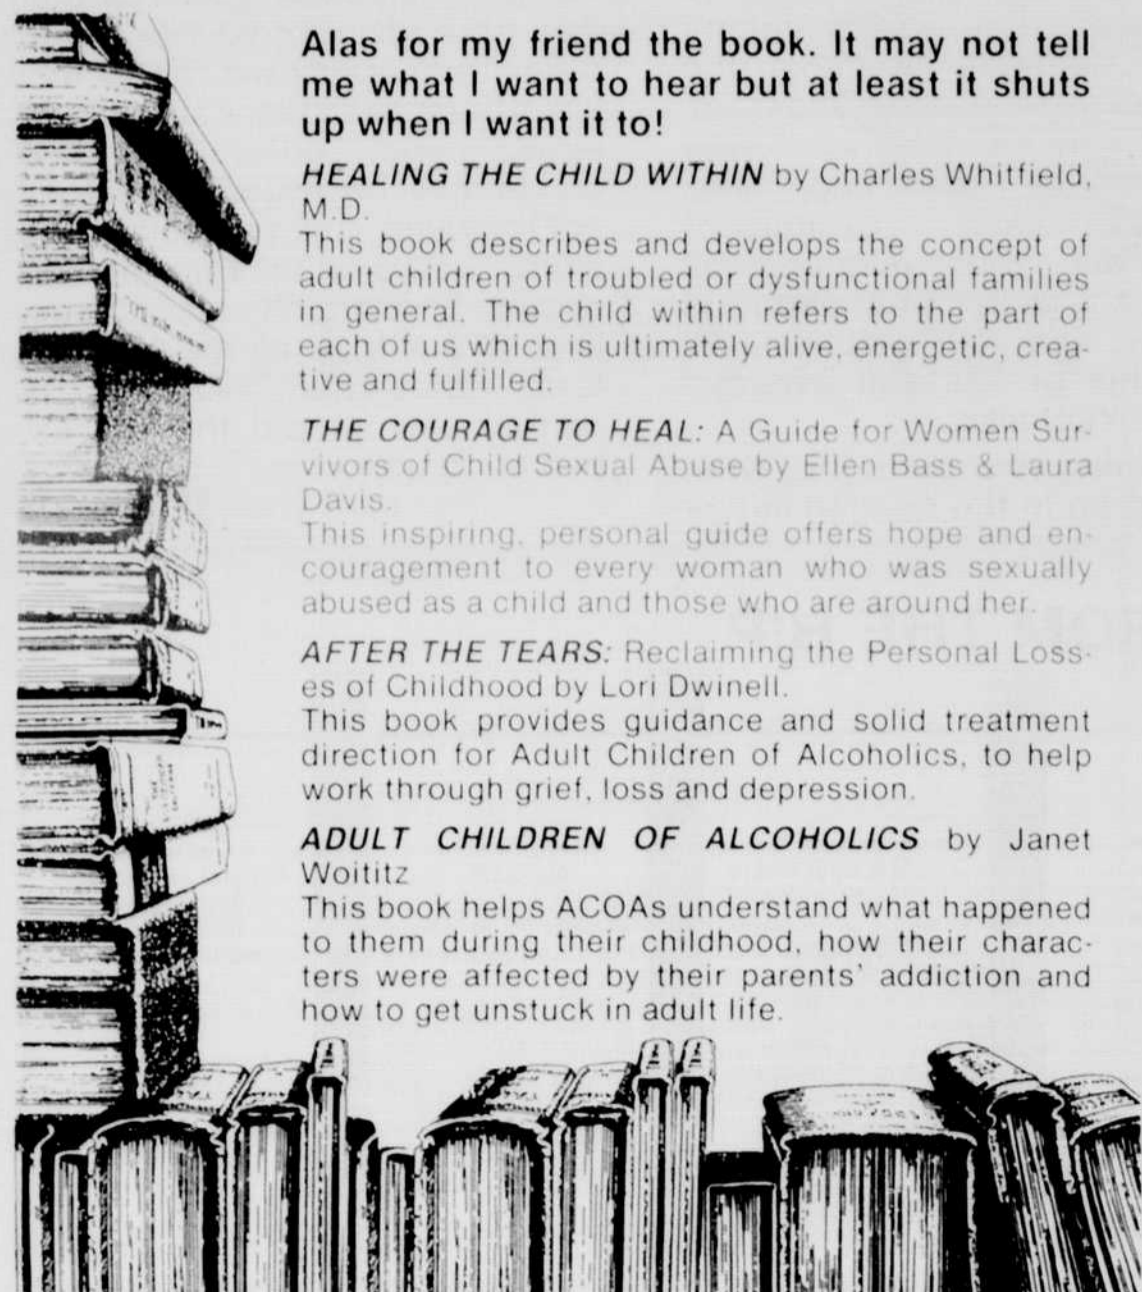 Alas for my friend the book. It may not tell
me what I want to hear but at least it shuts
up when I want it to!
HEALING THE CHILD WITHIN by Charles Whitfield,
M.D.
This book describes and develops the concept of
adult children of troubled or dysfunctional families
in general. The child within refers to the part of
each of us which is ultimately alive, energetic, crea-
tive and fulfilled.
THE COURAGE TO HEAL: A Guide for Women Sur-
vivors of Child Sexual Abuse by Ellen Bass & Laura
Davis.
This inspiring, personal guide offers hope and en-
couragement to every woman who was sexually
abused as a child and those who are around her.
AFTER THE TEARS: Reclaiming the Personal Loss-
es of Childhood by Lori Dwinell.
This book provides guidance and solid treatment
direction for Adult Children of Alcoholics, to help
work through grief, loss and depression.
ADULT CHILDREN OF ALCOHOLICS by Janet
Woititz
This book helps ACOAs understand what happened
to them during their childhood, how their charac-
ters were affected by their parents' addiction and
how to get unstuck in adult life.